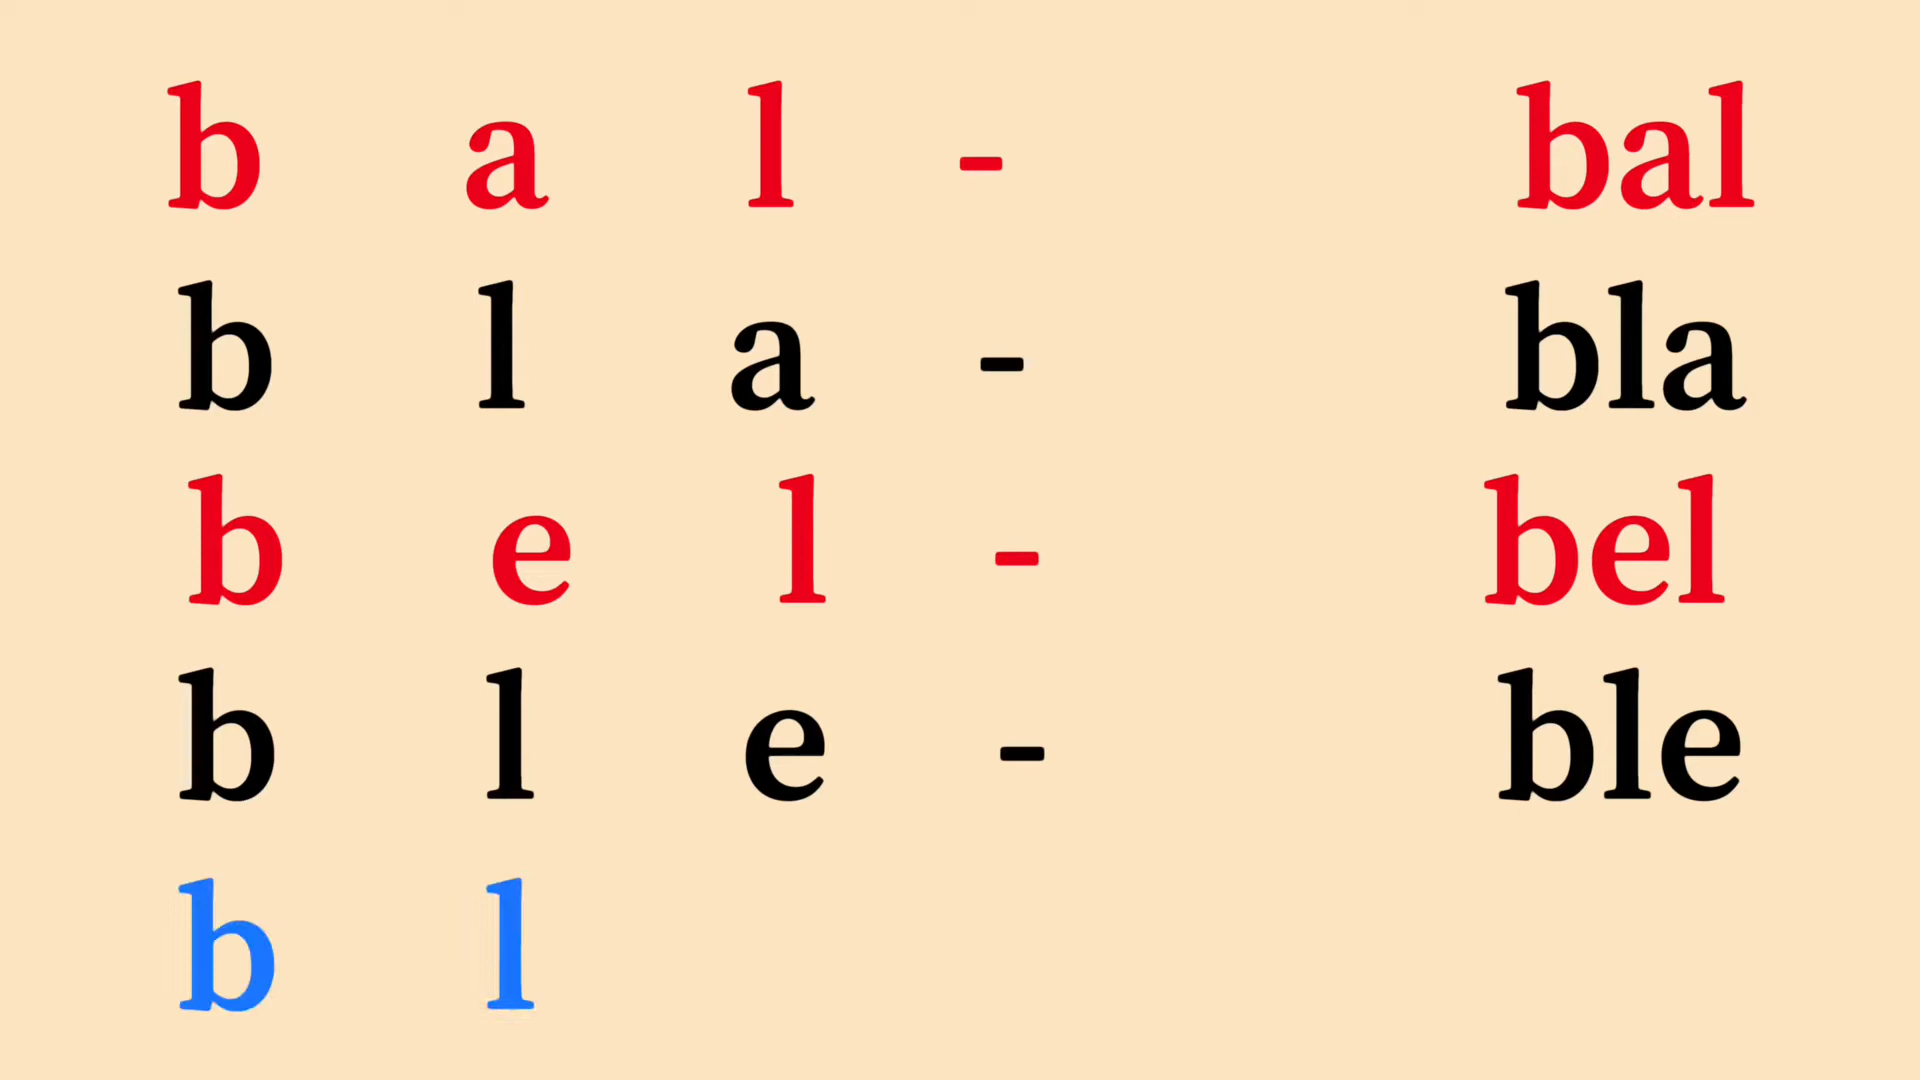 b a l - bal
b l a - bla
b e l - bel
b l e - ble
b l